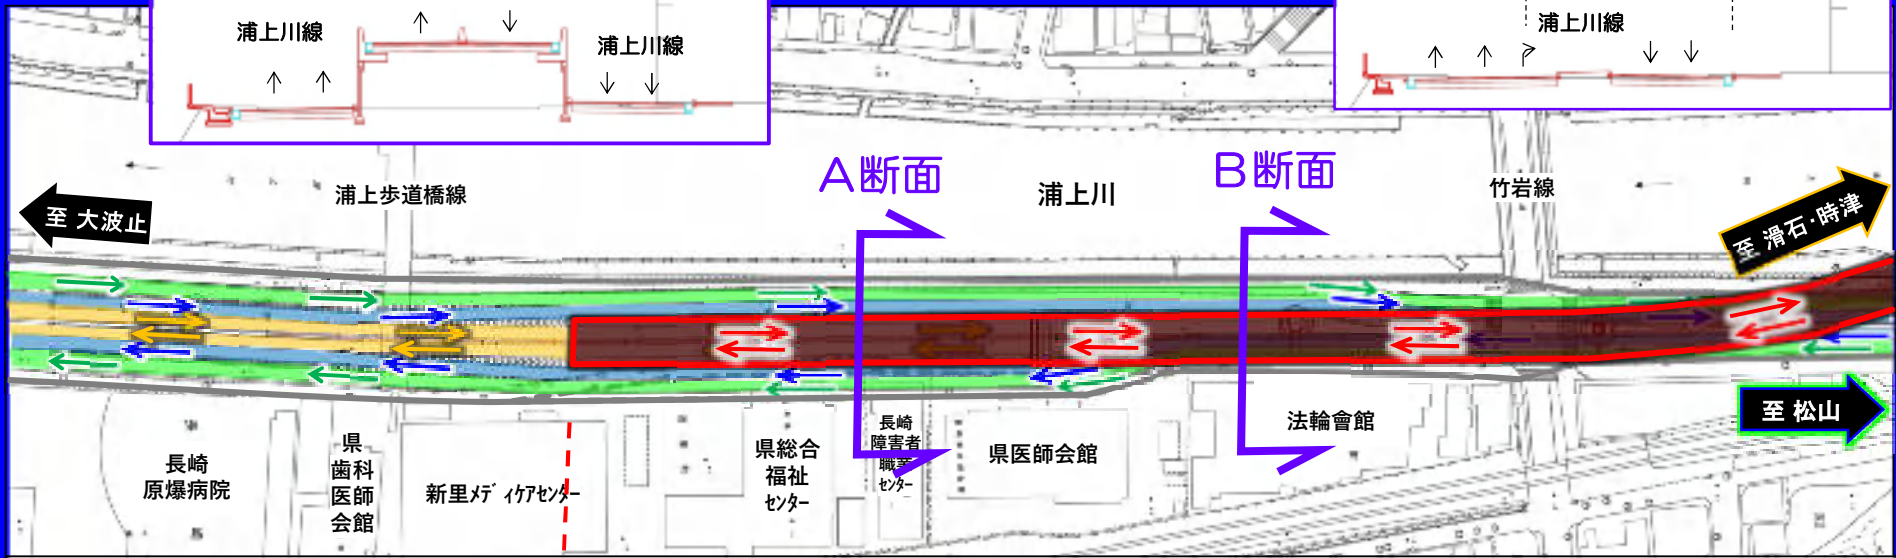 浦上川線
浦上川線
浦上川線
A断面
B断面
浦上歩道橋線
浦上川
竹岩線
至 大波止
至 滑石・時津
至 松山
長崎
原爆病院
県
歯科
医師
会館
新里ﾒﾃﾞｨｹｱｾﾝﾀｰ
県総合
福祉
ｾﾝﾀｰ
長崎
障害者
職業
ｾﾝﾀｰ
県医師会館
法輪會館